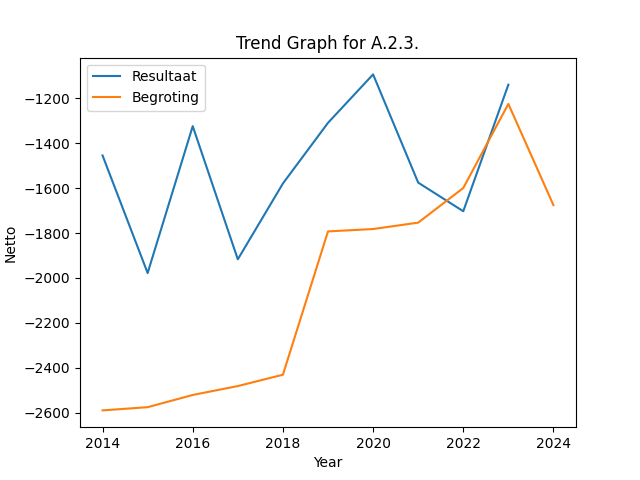 Trend Graph for A.2.3.
Resultaat
Begroting
−1200
−1400
−1600
−1800
−2000
−2200
−2400
−2600
Netto
2014
2016
2018
2020
2022
2024
Year